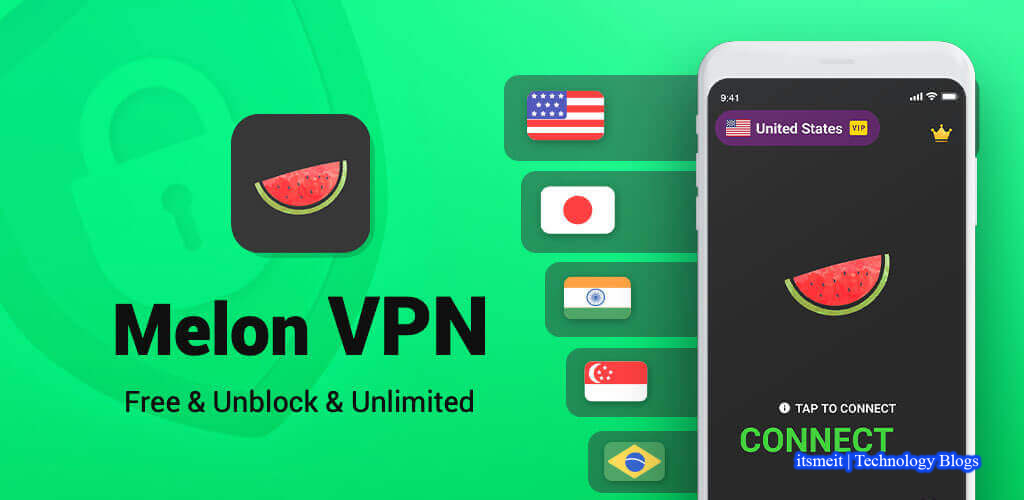 Melon VPN
Free & Unblock & Unlimited
9:41
United States VIP
TAP TO CONNECT
CONNECT
itsmeit | Technology Blogs